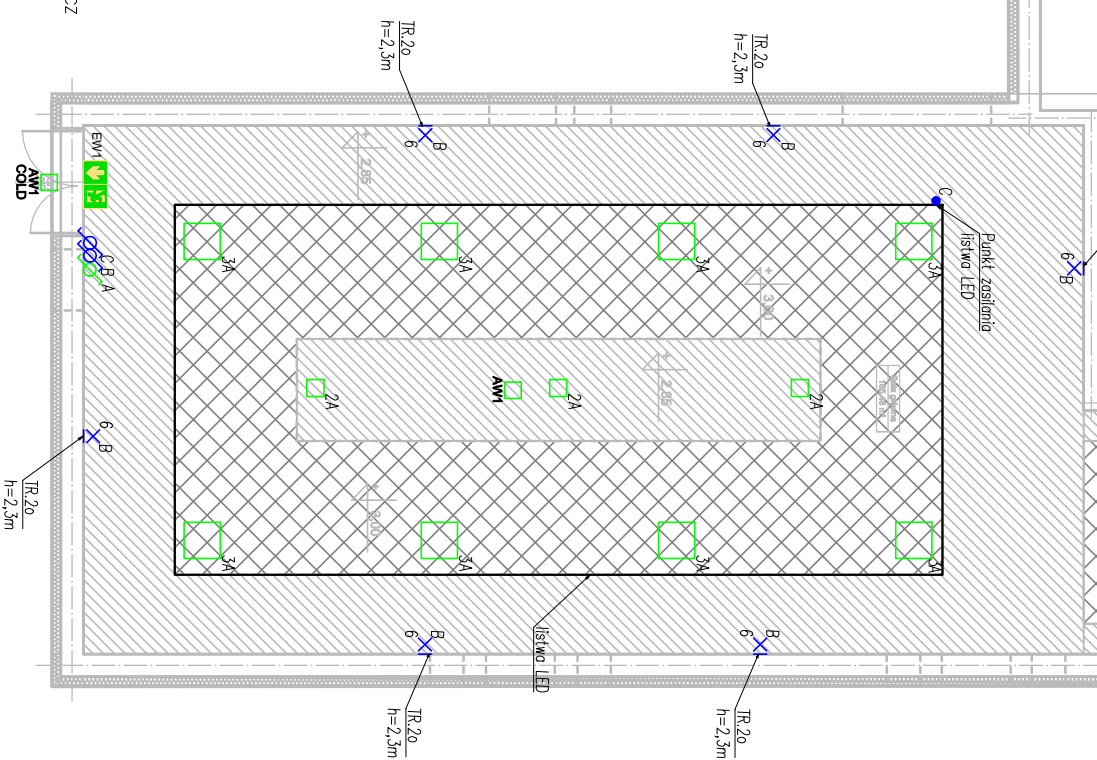 CZ
TR.2o
h=2,3m
TR.2o
h=2,3m
B
6
B
6
B
6
EW1
AW1
COLD
2,85
C
Punkt zasilania
listwa LED
3A
3A
3A
3A
C
B
A
3,00
2,85
AW1
2A
2A
2A
3,00
B
6
TR.2o
h=2,3m
3A
3A
3A
3A
listwa LED
B
6
B
6
TR.2o
h=2,3m
TR.2o
h=2,3m